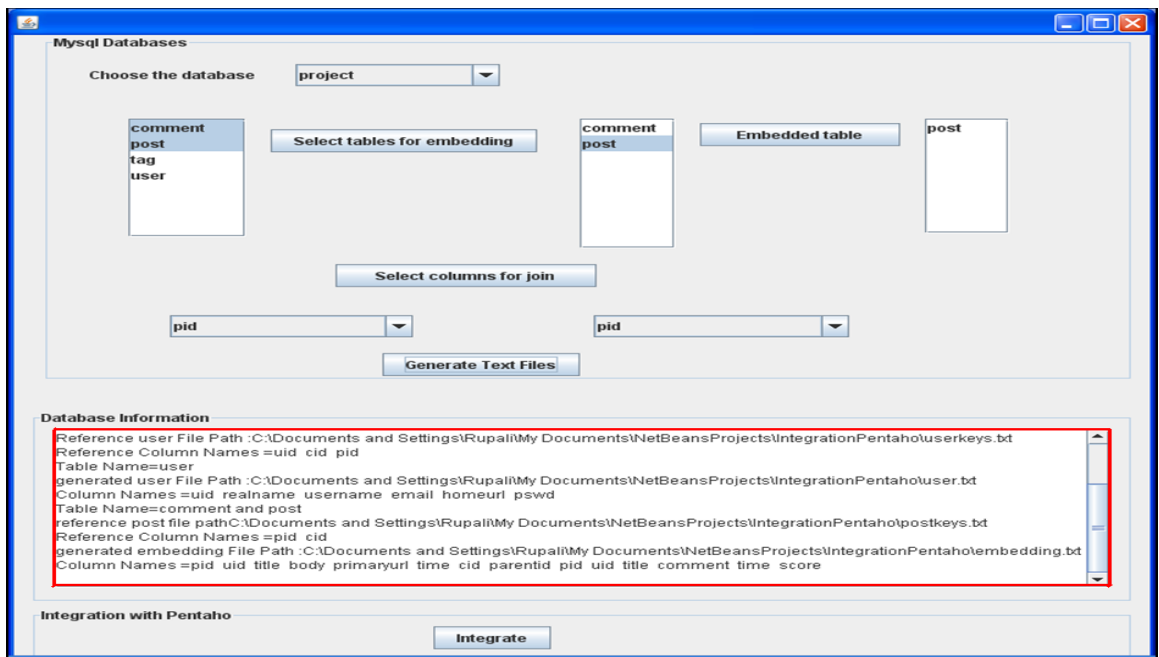 Mysql Databases
Choose the database project
comment
post
tag
user
Select tables for embedding
comment
post
Embedded table
post
Select columns for join
pid pid
Generate Text Files
Database Information
Reference user File Path :C:\Documents and Settings\Rupali\My Documents\NetBeansProjects\IntegrationPentaho\userkeys.txt
Reference Column Names =uid cid pid
Table Name=user
generated user File Path :C:\Documents and Settings\Rupali\My Documents\NetBeansProjects\IntegrationPentaho\user.txt
Column Names =uid realname username email homeurl pswd
Table Name=comment and post
reference post file pathC:\Documents and Settings\Rupali\My Documents\NetBeansProjects\IntegrationPentaho\postkeys.txt
Reference Column Names =pid cid
generated embedding File Path :C:\Documents and Settings\Rupali\My Documents\NetBeansProjects\IntegrationPentaho\embedding.txt
Column Names =pid uid title body primaryurl time cid parentid pid uid title comment time score
Integration with Pentaho
Integrate